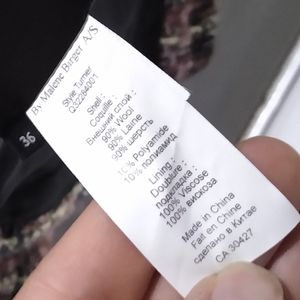 By Malene Birger A/S
Style Turner
Q32284001
Shell :
Coquille :
Внешний слой :
90% Wool
90% Laine
90% шерсть
10% Polyamide
10% полиамид
Lining :
Doublure :
подкладка :
100% Viscose
100% вискоза
Made in China
Fait en Chine
сделано в Китае
CA 30427
36